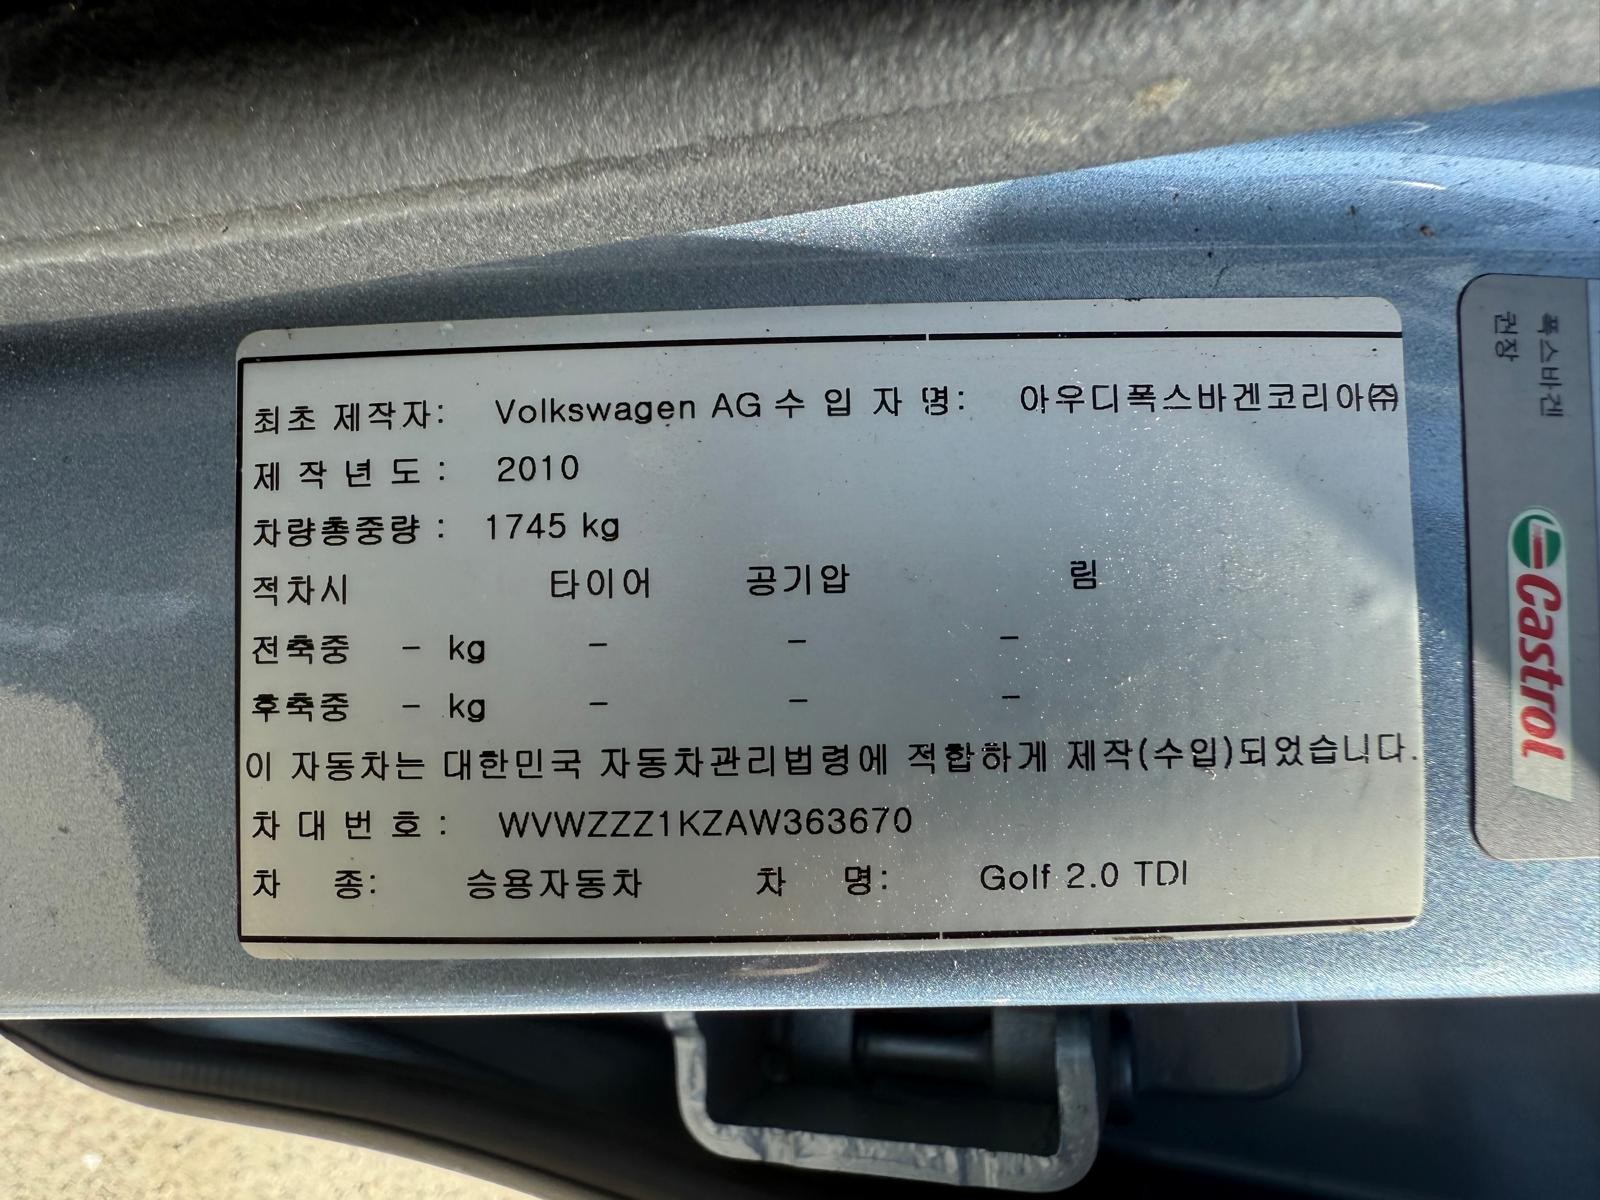 최초 제작자: Volkswagen AG 수 입 자 명: 아우디폭스바겐코리아㈜
제 작 년 도 : 2010
차량총중량 : 1745 kg
적차시 타이어 공기압 림
전축중 - kg - - -
후축중 - kg - - -
이 자동차는 대한민국 자동차관리법령에 적합하게 제작(수입)되었습니다.
차 대 번 호 : WVWZZZ1KZAW363670
차 종: 승용자동차 차 명: Golf 2.0 TDI
폭스바겐
권장
Castrol